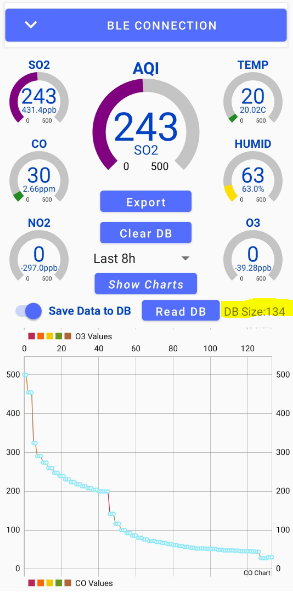 BLE CONNECTION
SO2
243
431.4ppb
0 500
AQI
243
SO2
0 500
TEMP
20
20.02C
0 500
CO
30
2.66ppm
0 500
HUMID
63
63.0%
0 500
NO2
0
-297.0ppb
0 500
O3
0
-39.28ppb
0 500
Export
Clear DB
Last 8h
Show Charts
Save Data to DB
Read DB
DB Size:134
O3 Values
0 20 40 60 80 100 120
500 500
400 400
300 300
200 200
100 100
0 0
CO Chart
CO Values